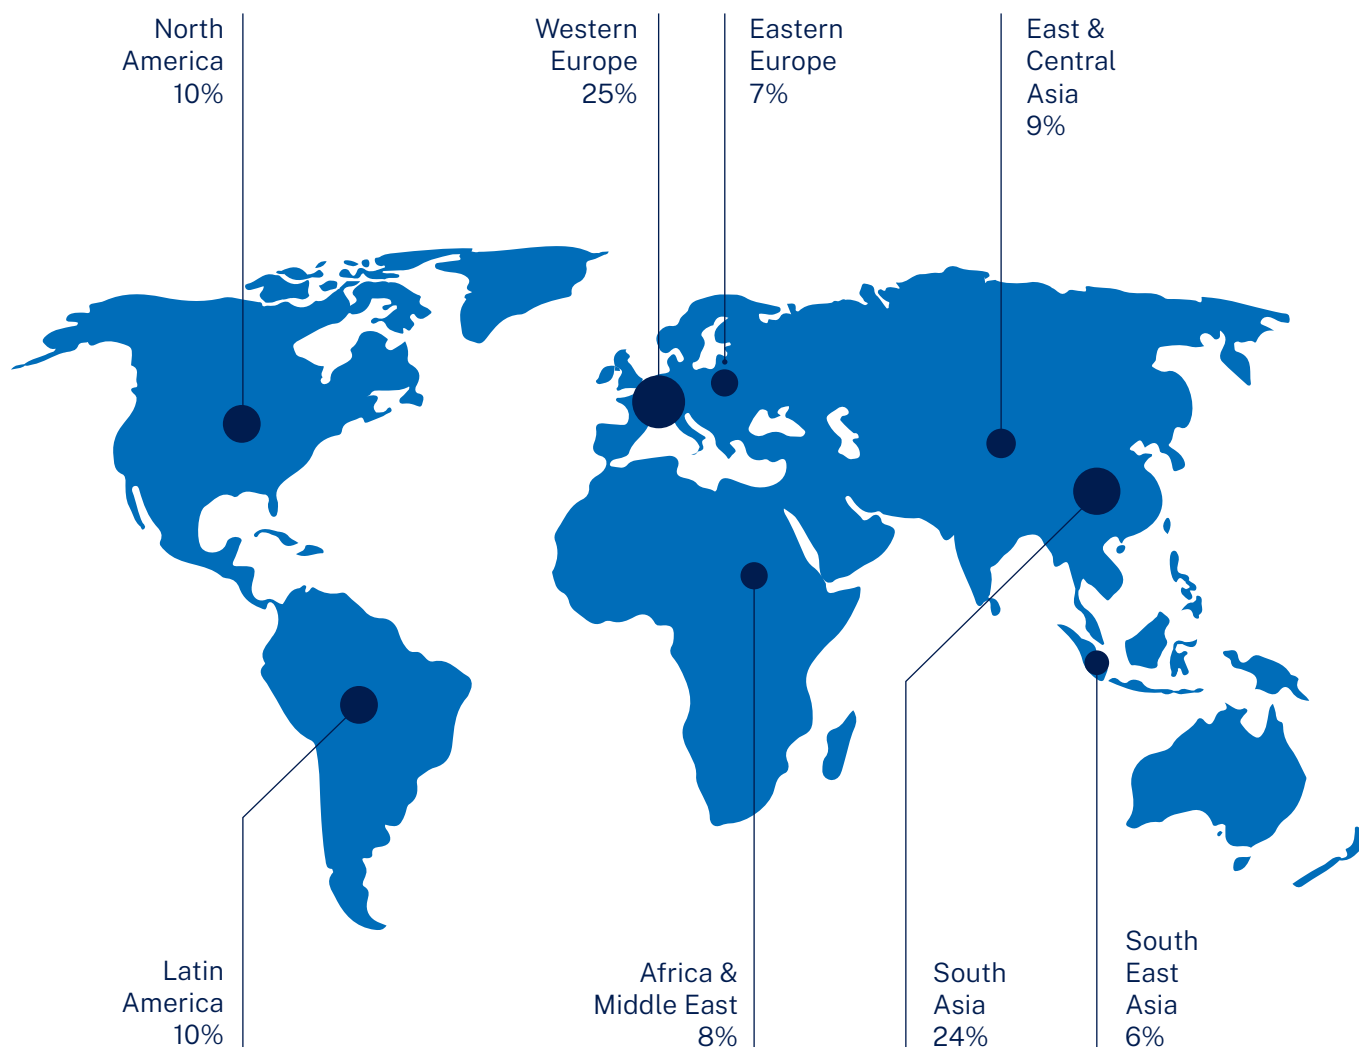 North
America
10%
Western
Europe
25%
Eastern
Europe
7%
East &
Central
Asia
9%
Latin
America
10%
Africa &
Middle East
8%
South
Asia
24%
South
East
Asia
6%